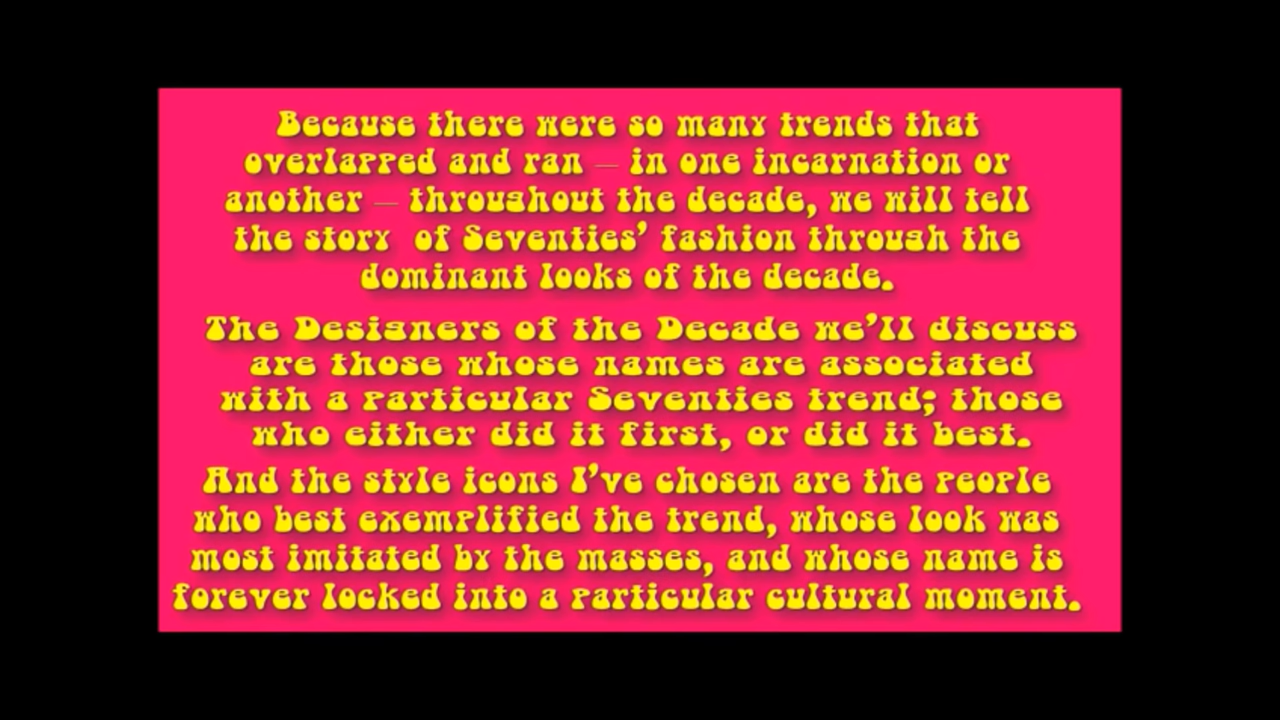 Because there were so many trends that
overlapped and ran — in one incarnation or
another — throughout the decade, we will tell
the story of Seventies' fashion through the
dominant looks of the decade.
The Designers of the Decade we'll discuss
are those whose names are associated
with a particular Seventies trend; those
who either did it first, or did it best.
And the style icons I've chosen are the people
who best exemplified the trend, whose look was
most imitated by the masses, and whose name is
forever locked into a particular cultural moment.